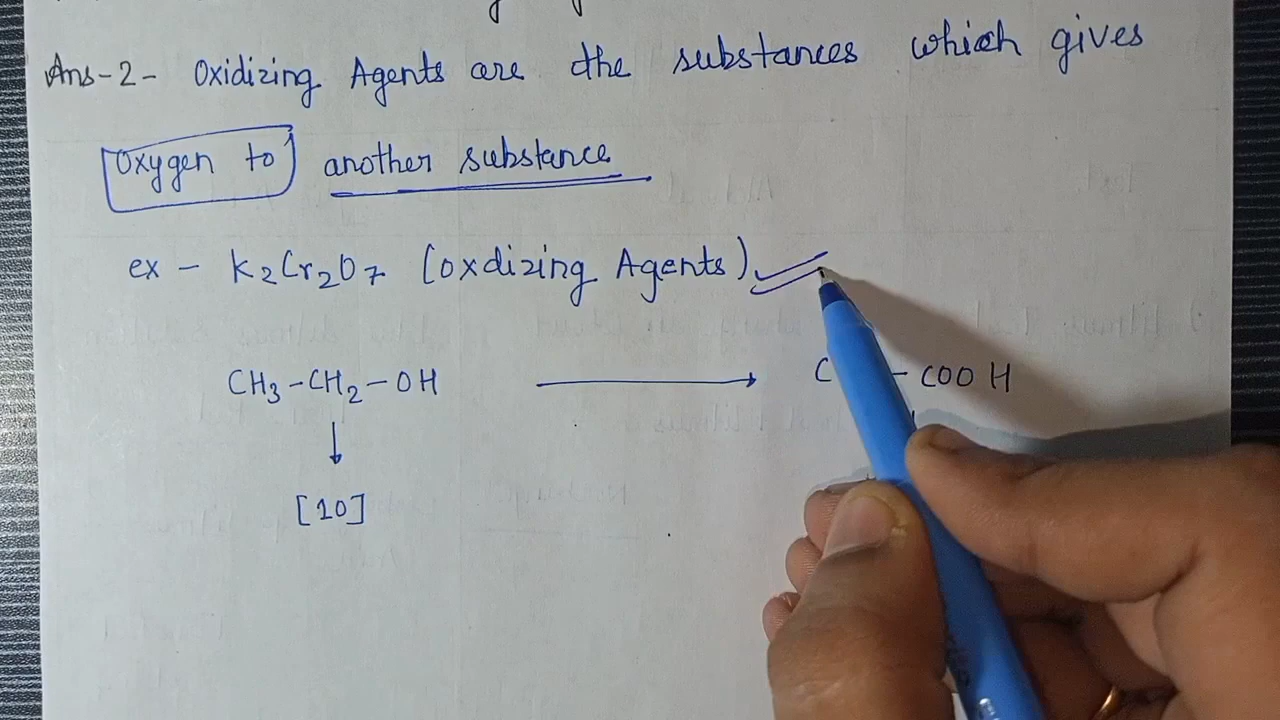 Ans-2- Oxidizing Agents are the substances which gives
Oxygen to another substance
ex - K2Cr2O7 (oxdizing Agents)
CH3-CH2-OH → C - COOH
↓
[10]